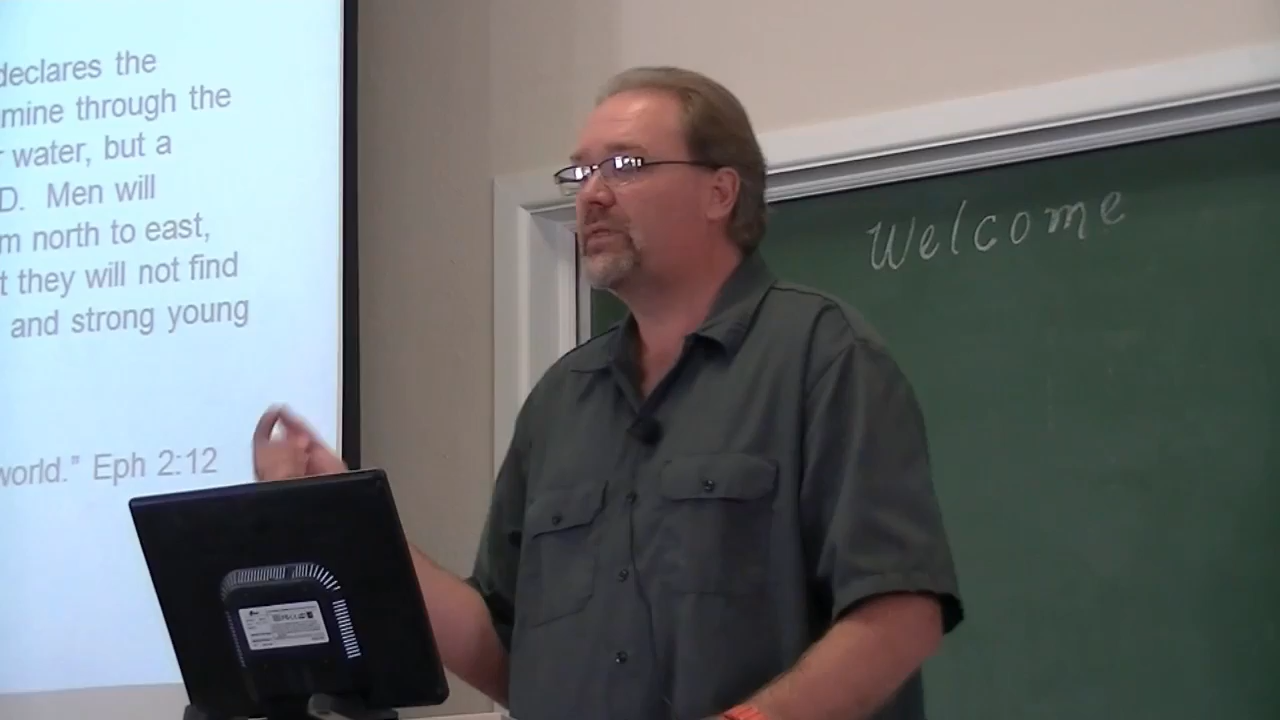 declares the
mine through the
water, but a
D. Men will
m north to east,
t they will not find
and strong young
world." Eph 2:12
Welcome